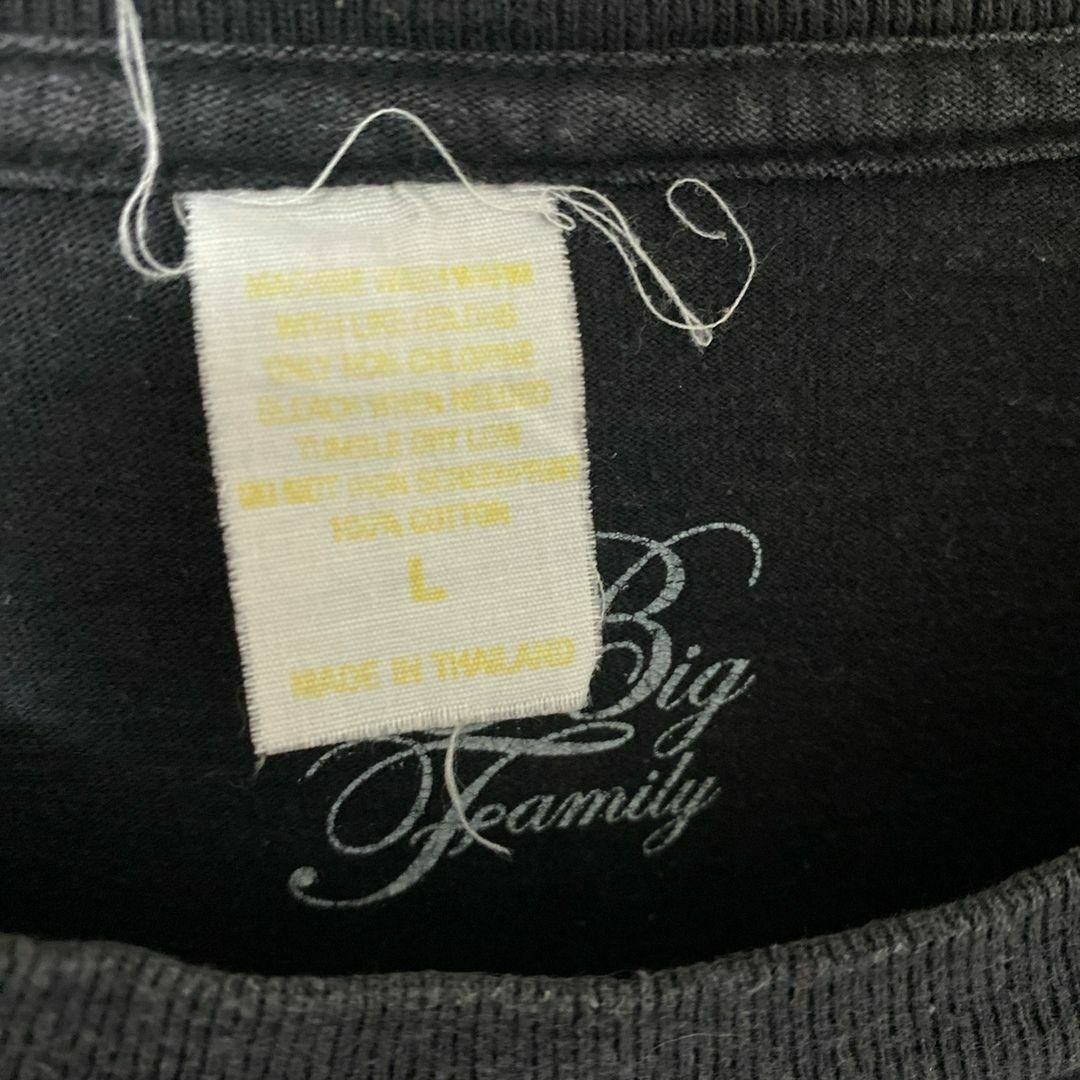 MACHINE WASH WARM
WITH LIKE COLORS
ONLY NON CHLORINE
BLEACH WHEN NEEDED
TUMBLE DRY LOW
DO NOT IRON SCREENPRINT
100% COTTON
L
MADE IN THAILAND
Big
Family